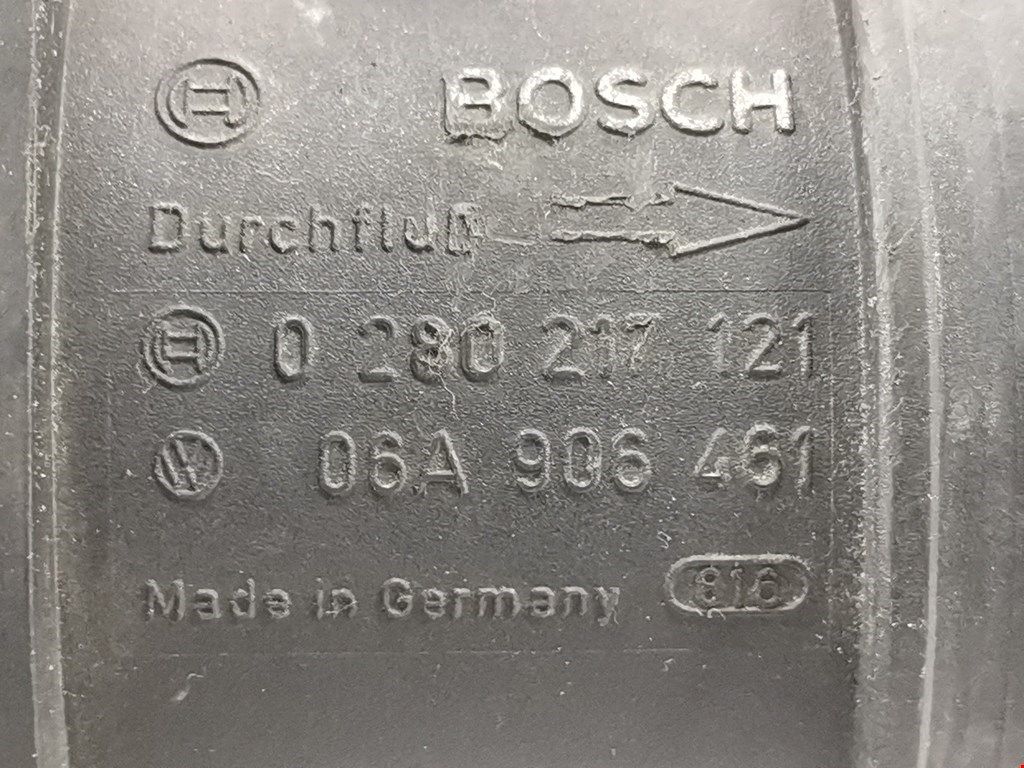 BOSCH
Durchfluß
0 280 217 121
06A 906 461
Made in Germany 816